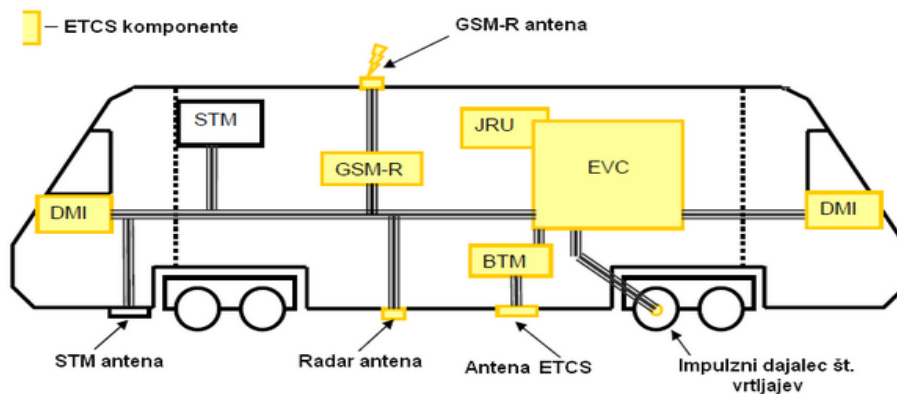 – ETCS komponente
GSM-R antena
STM
JRU
EVC
GSM-R
DMI
DMI
BTM
STM antena
Radar antena
Antena ETCS
Impulzni dajalec št.
vrtljajev